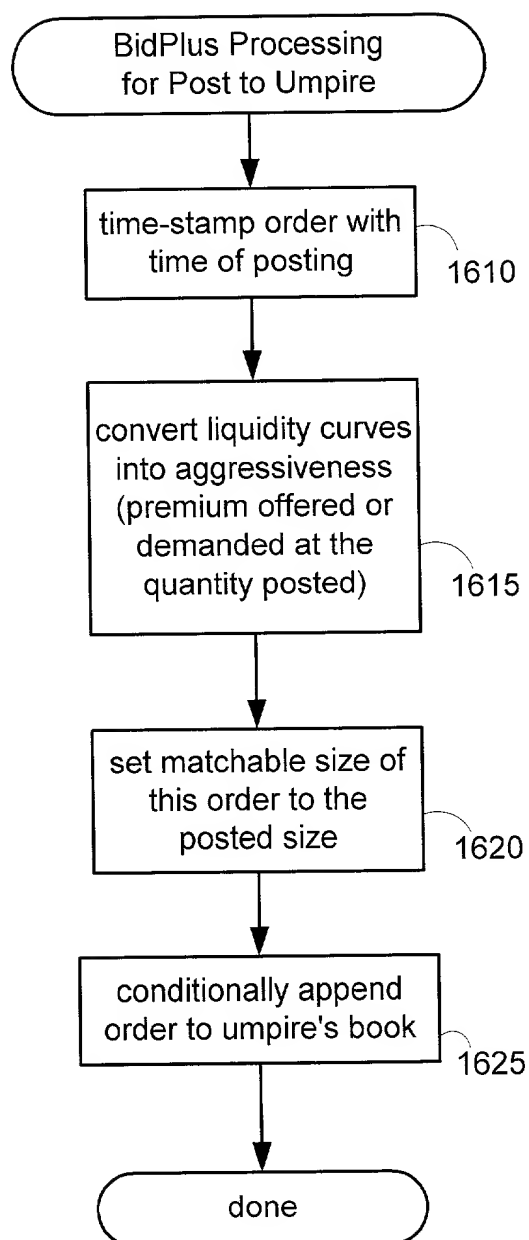 BidPlus Processing
for Post to Umpire
time-stamp order with
time of posting
1610
convert liquidity curves
into aggressiveness
(premium offered or
demanded at the
quantity posted)
1615
set matchable size of
this order to the
posted size
1620
conditionally append
order to umpire's book
1625
done